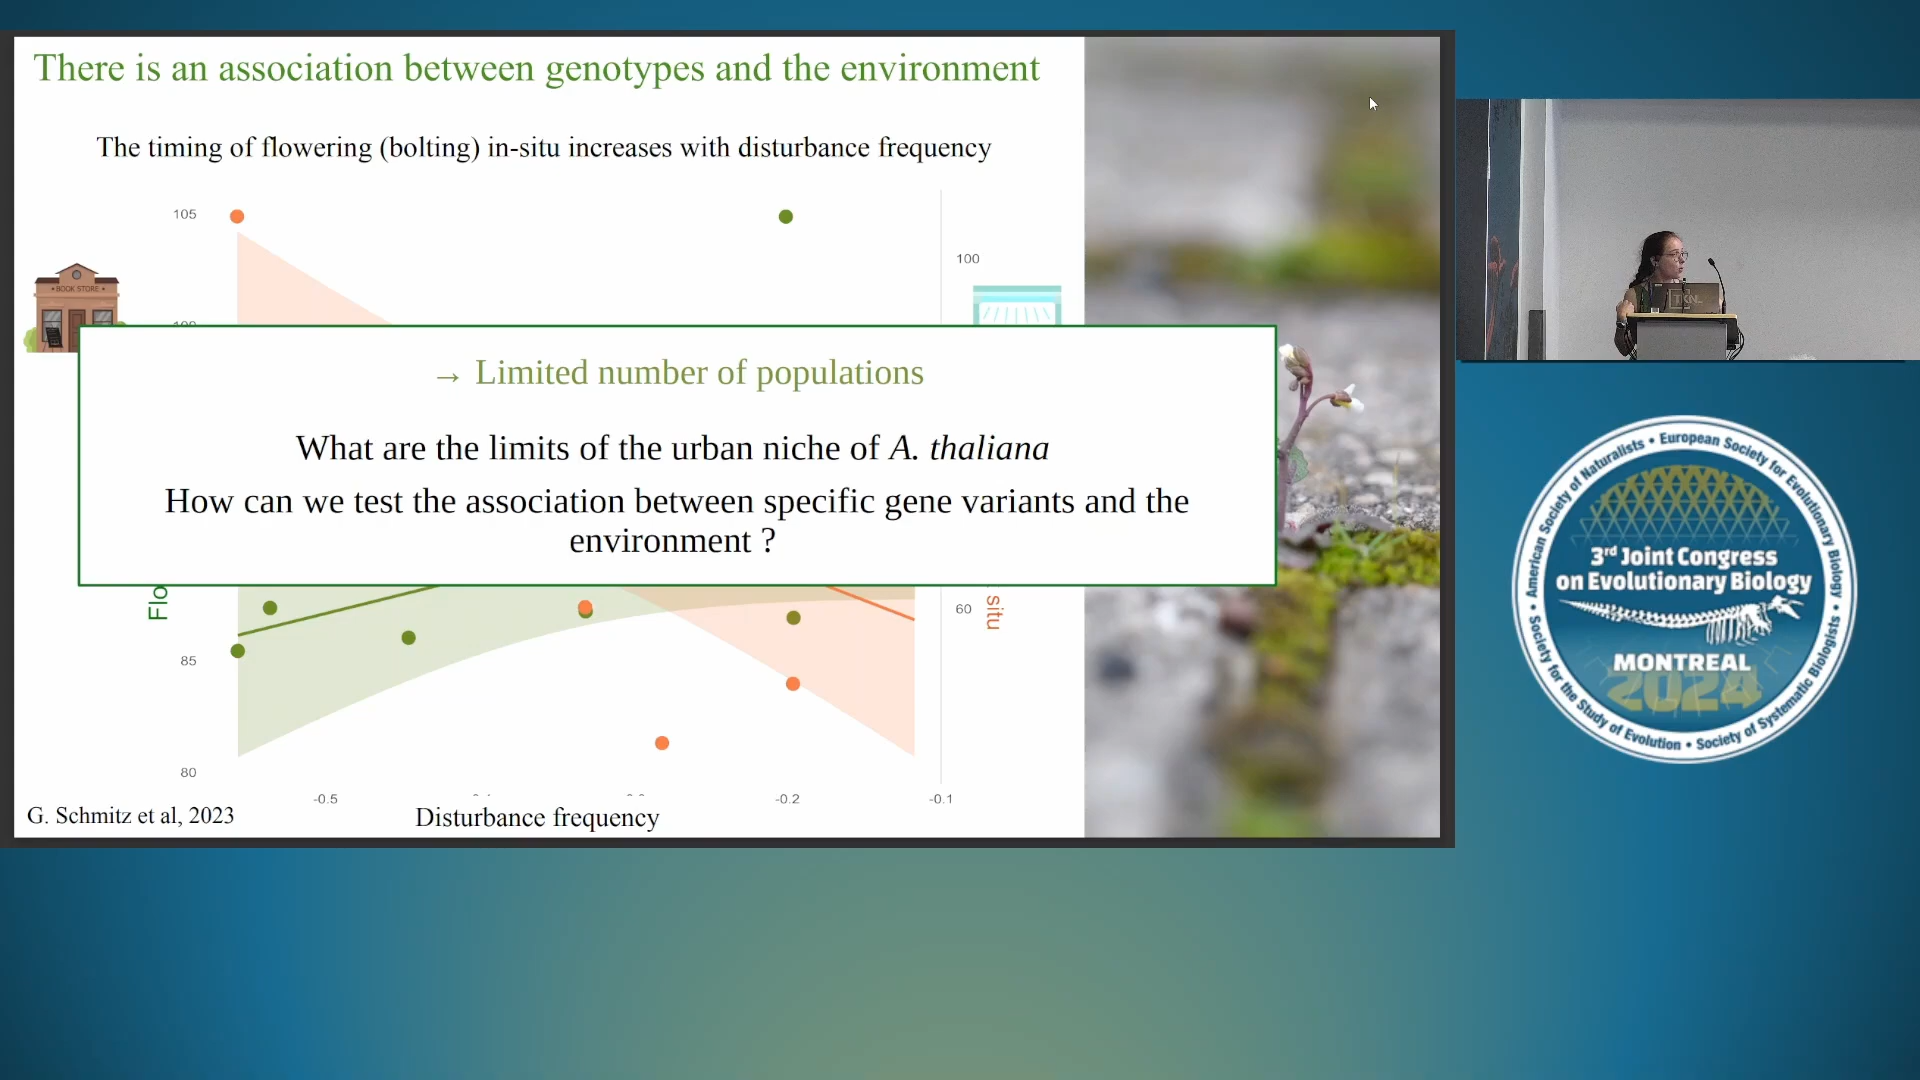 There is an association between genotypes and the environment
The timing of flowering (bolting) in-situ increases with disturbance frequency
105
100
BOOK STORE
→ Limited number of populations
What are the limits of the urban niche of A. thaliana
How can we test the association between specific gene variants and the
environment ?
Flo
situ
60
85
80
-0.5
-0.2
-0.1
G. Schmitz et al, 2023
Disturbance frequency
American Society of Naturalists • European Society for Evolutionary Biology • Society of Systematic Biologists • Society for the Study of Evolution •
3rd Joint Congress
on Evolutionary Biology
MONTREAL
2024